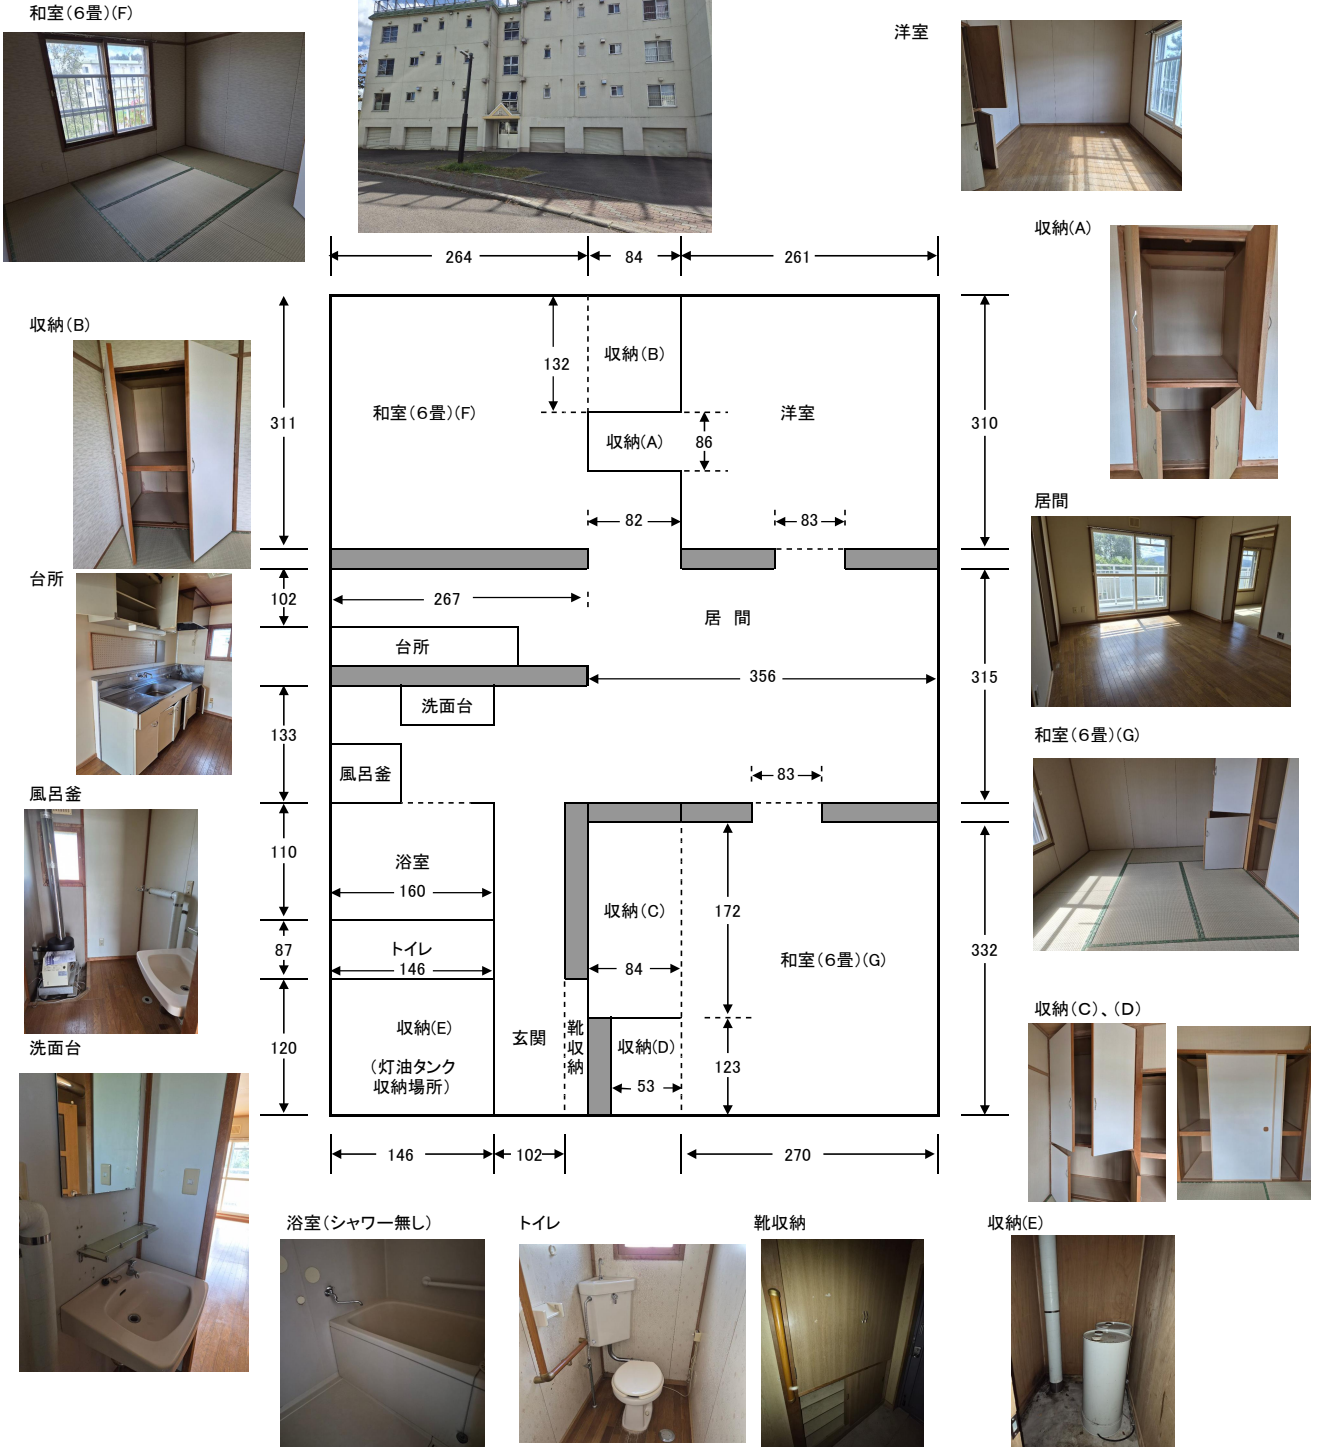 和室(6畳)(F)
洋室
収納(A)
264
84
261
収納(B)
132
収納(B)
311
和室(6畳)(F)
洋室
310
収納(A)
86
居間
82
83
台所
102
267
居 間
台所
356
315
洗面台
133
和室(6畳)(G)
風呂釜
83
風呂釜
110
浴室
160
収納(C)
172
87
トイレ
146
84
和室(6畳)(G)
332
収納(C)、(D)
収納(E)
玄関
靴収納
収納(D)
洗面台
120
(灯油タンク
収納場所)
53
123
146
102
270
浴室(シャワー無し)
トイレ
靴収納
収納(E)